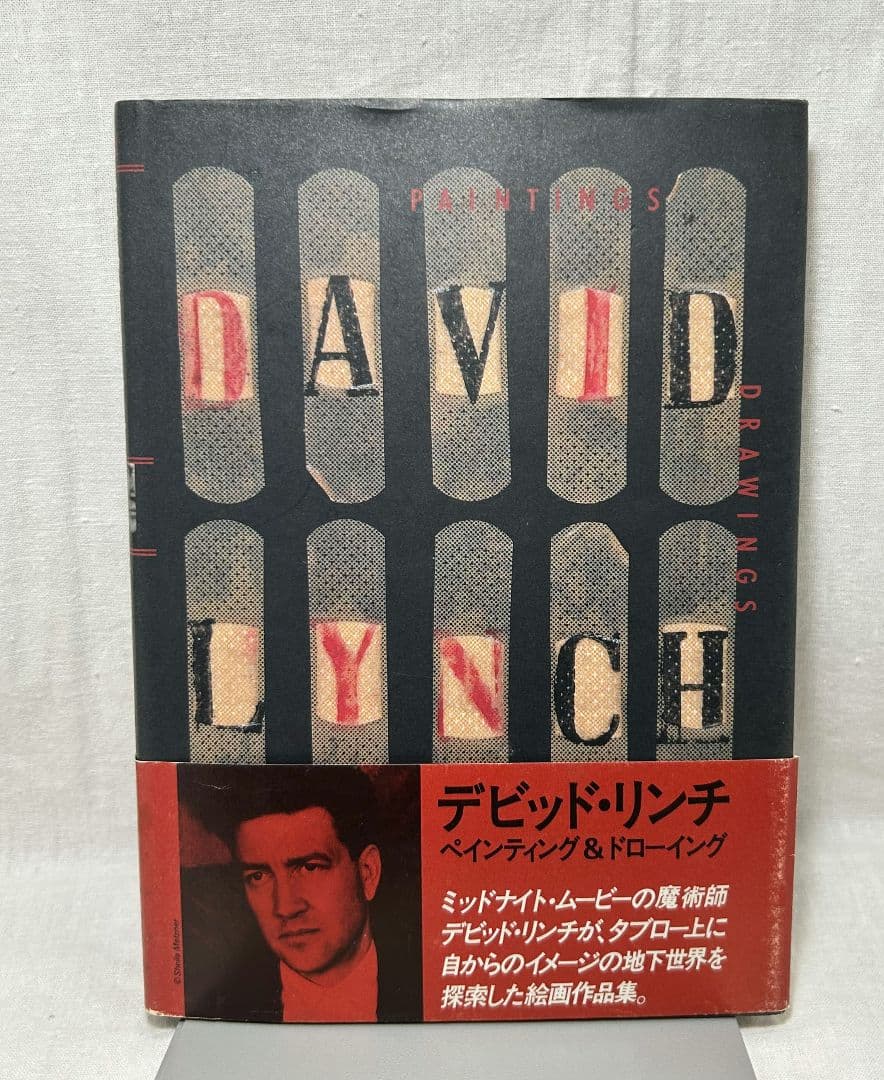 PAINTINGS
DAVID
DRAWINGS
LYNCH
デビッド・リンチ
ペインティング&ドローイング
ミッドナイト・ムービーの魔術師
デビッド・リンチが、タブロー上に
自からのイメージの地下世界を
探索した絵画作品集。
©Sheila Metzner